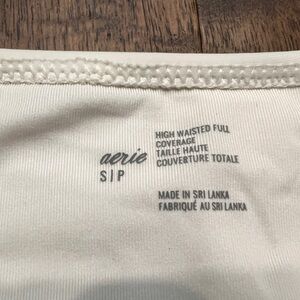 aerie
S/P
HIGH WAISTED FULL
COVERAGE
TAILLE HAUTE
COUVERTURE TOTALE
MADE IN SRI LANKA
FABRIQUÉ AU SRI LANKA